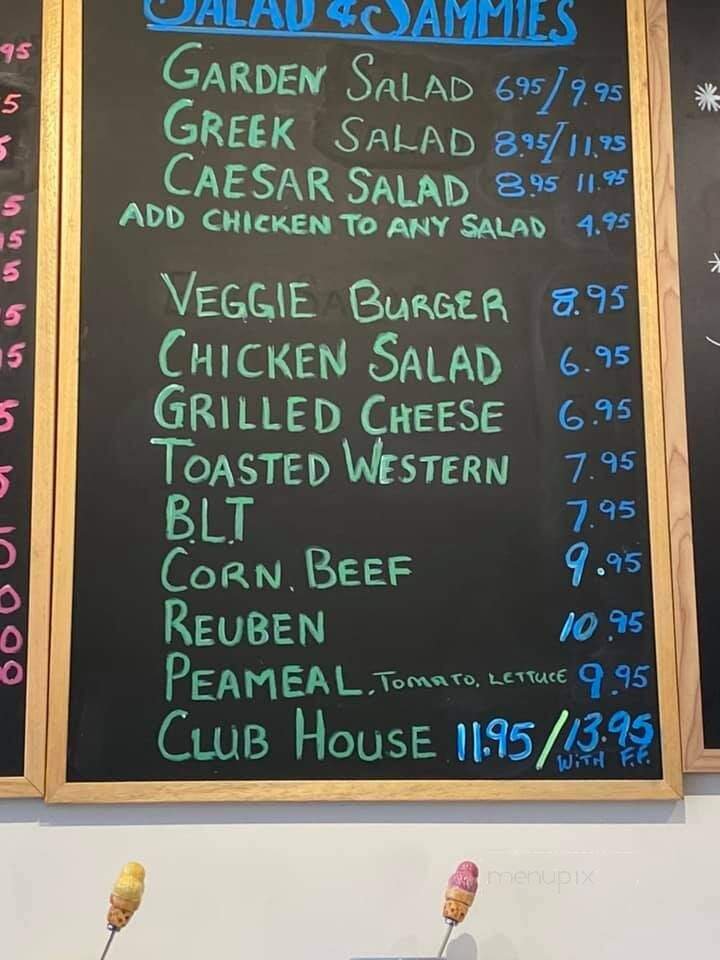 SALAD & SAMMIES
GARDEN SALAD 6.95/9.95
GREEK SALAD 8.95/11.95
CAESAR SALAD 8.95 11.95
ADD CHICKEN TO ANY SALAD 4.95
VEGGIE BURGER 8.95
CHICKEN SALAD 6.95
GRILLED CHEESE 6.95
TOASTED WESTERN 7.95
B.L.T 7.95
CORN. BEEF 9.95
REUBEN 10.95
PEAMEAL. TOMATO, LETTUCE 9.95
CLUB HOUSE 11.95/13.95
WITH F.F.
menupix